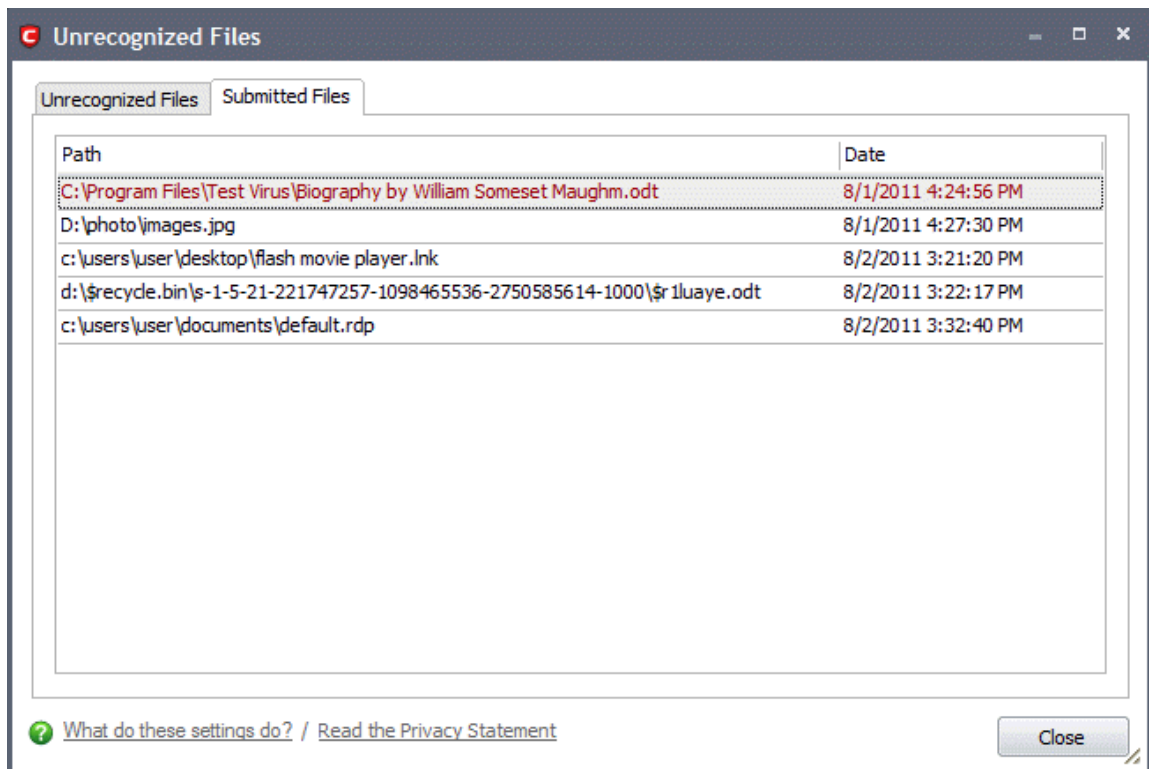 Unrecognized Files
Unrecognized Files Submitted Files
Path Date
C:\Program Files\Test Virus\Biography by William Someset Maughm.odt 8/1/2011 4:24:56 PM
D:\photo\images.jpg 8/1/2011 4:27:30 PM
c:\users\user\desktop\flash movie player.lnk 8/2/2011 3:21:20 PM
d:\$recycle.bin\s-1-5-21-221747257-1098465536-2750585614-1000\$r1luaye.odt 8/2/2011 3:22:17 PM
c:\users\user\documents\default.rdp 8/2/2011 3:32:40 PM
What do these settings do? / Read the Privacy Statement
Close